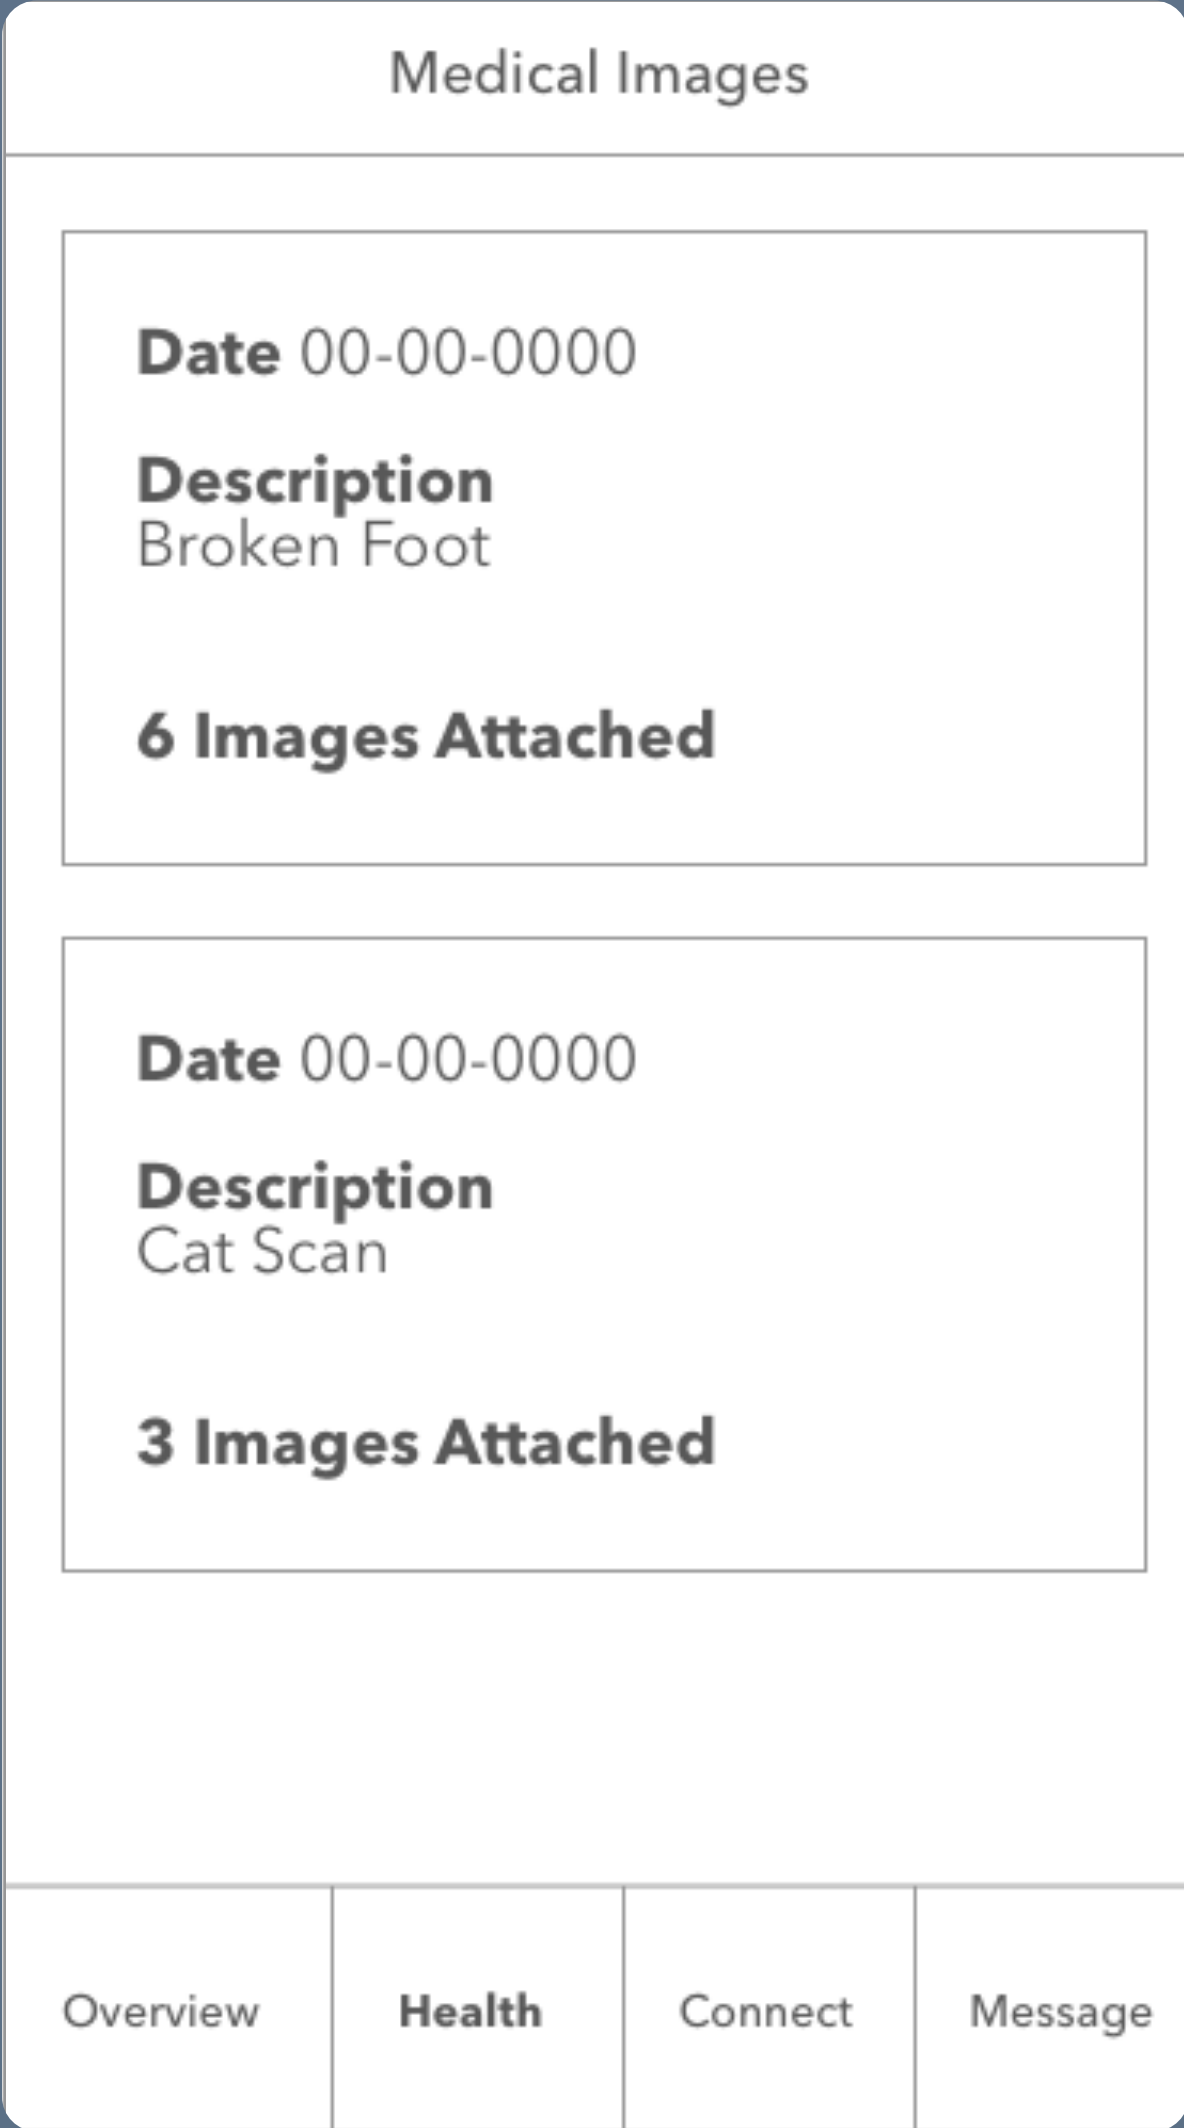 Medical Images
Date 00-00-0000
Description
Broken Foot
6 Images Attached
Date 00-00-0000
Description
Cat Scan
3 Images Attached
Overview
Health
Connect
Message